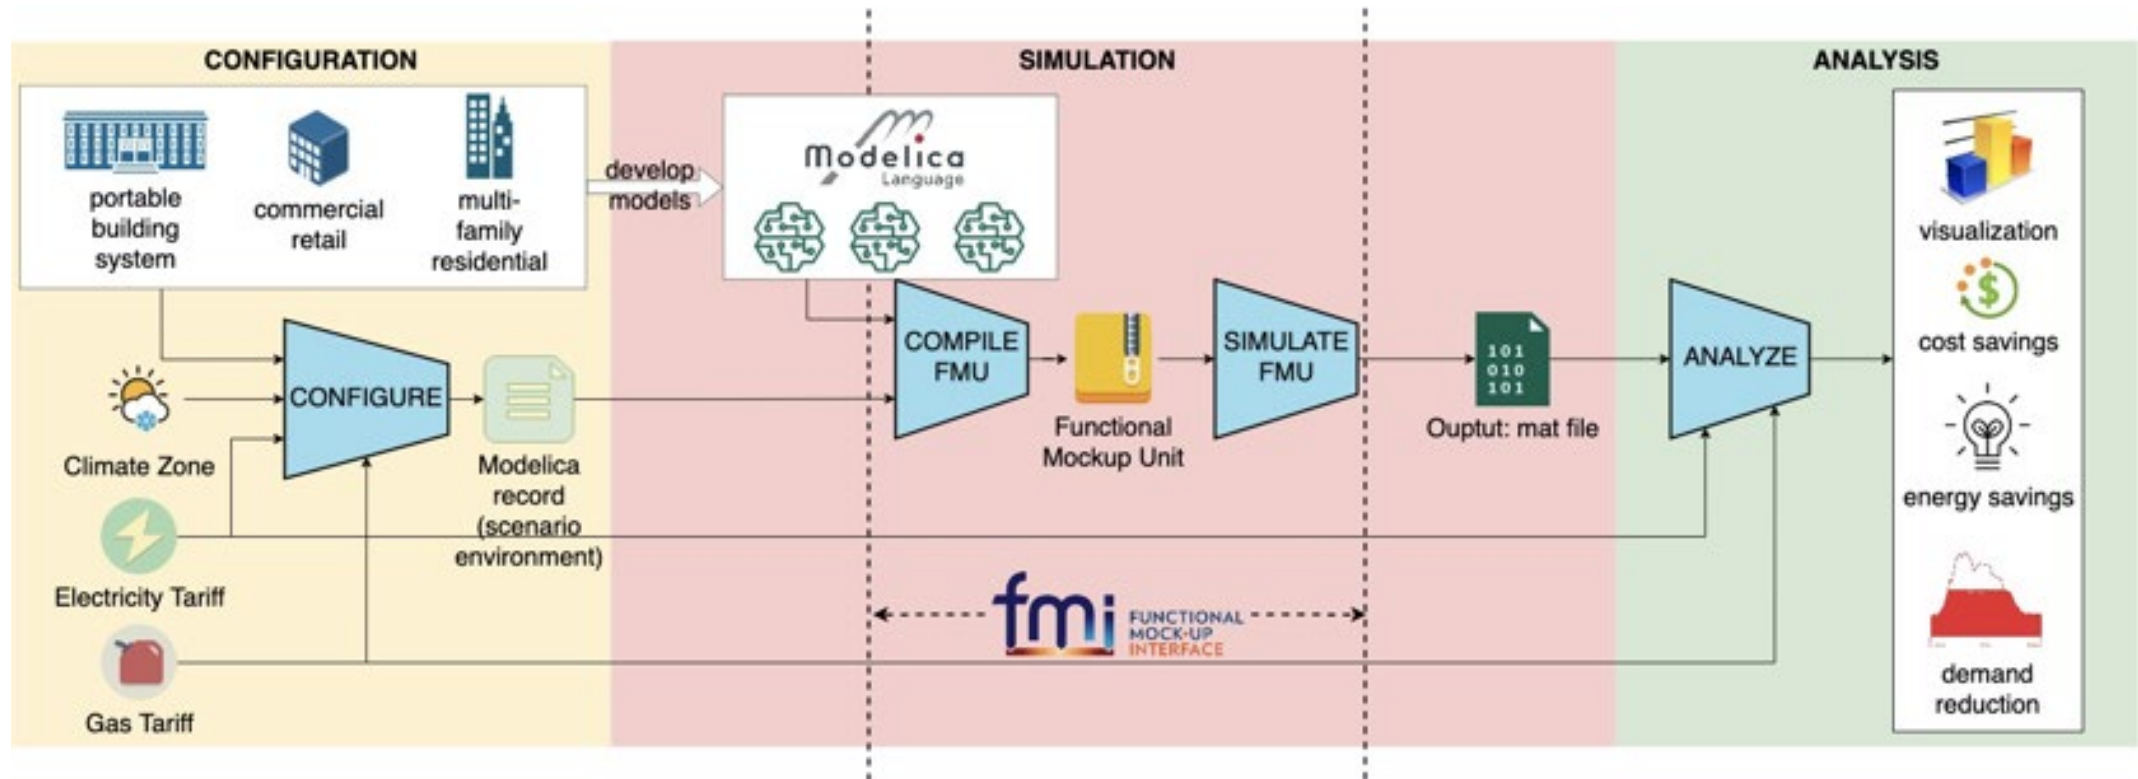 CONFIGURATION
SIMULATION
ANALYSIS
portable
building
system
commercial
retail
multi-
family
residential
develop
models
Modelica
Language
CONFIGURE
Climate Zone
Electricity Tariff
Gas Tariff
Modelica
record
(scenario
environment)
COMPILE
FMU
Functional
Mockup Unit
SIMULATE
FMU
101
010
101
Ouptut: mat file
fmi
FUNCTIONAL
MOCK-UP
INTERFACE
ANALYZE
visualization
$
cost savings
energy savings
demand
reduction